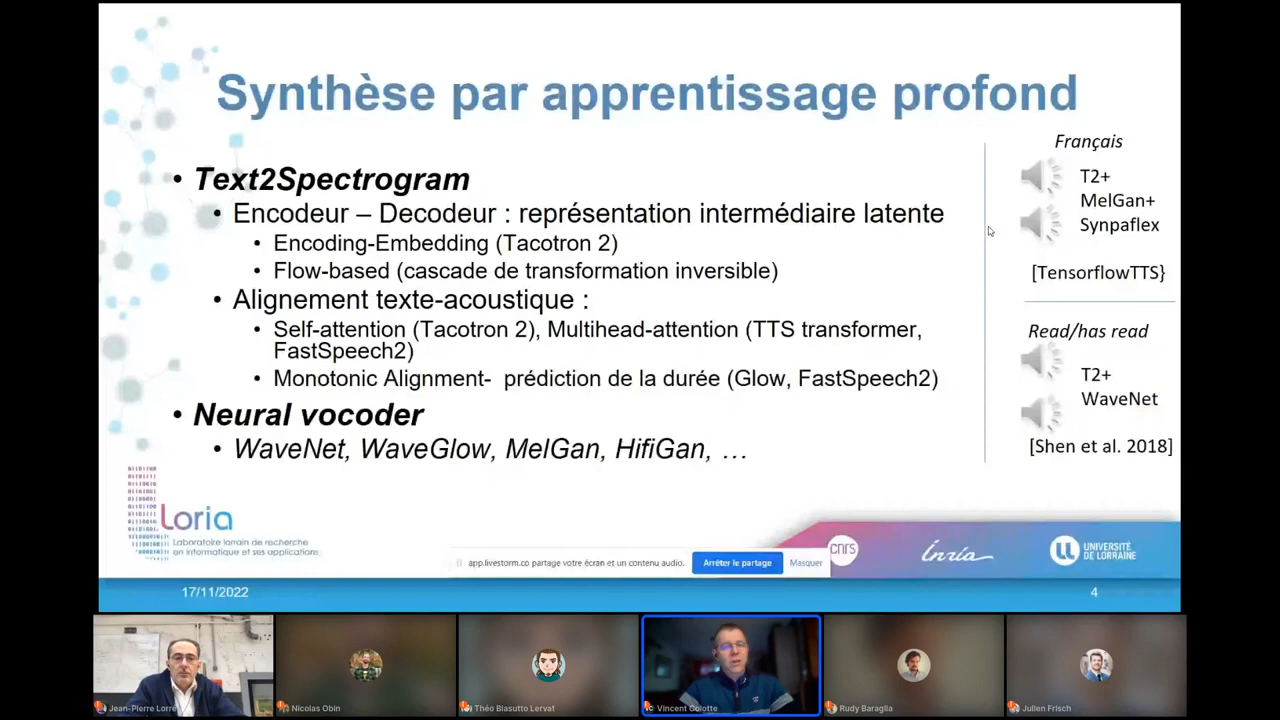 Synthèse par apprentissage profond
• Text2Spectrogram
• Encodeur – Decodeur : représentation intermédiaire latente
• Encoding-Embedding (Tacotron 2)
• Flow-based (cascade de transformation inversible)
• Alignement texte-acoustique :
• Self-attention (Tacotron 2), Multihead-attention (TTS transformer,
FastSpeech2)
• Monotonic Alignment- prédiction de la durée (Glow, FastSpeech2)
• Neural vocoder
• WaveNet, WaveGlow, MelGan, HifiGan, …
Français
T2+
MelGan+
Synpaflex
[TensorflowTTS}
Read/has read
T2+
WaveNet
[Shen et al. 2018]
Loria
Laboratoire lorrain de recherche
en informatique et ses applications.
app.livestorm.co partage votre écran et un contenu audio.
Arrêter le partage
Masquer
cnrs
Inria
UNIVERSITÉ
DE LORRAINE
17/11/2022
4
Jean-Pierre Lorré
Nicolas Obin
Théo Biasutto Lervat
Vincent Colotte
Rudy Baraglia
Julien Frisch